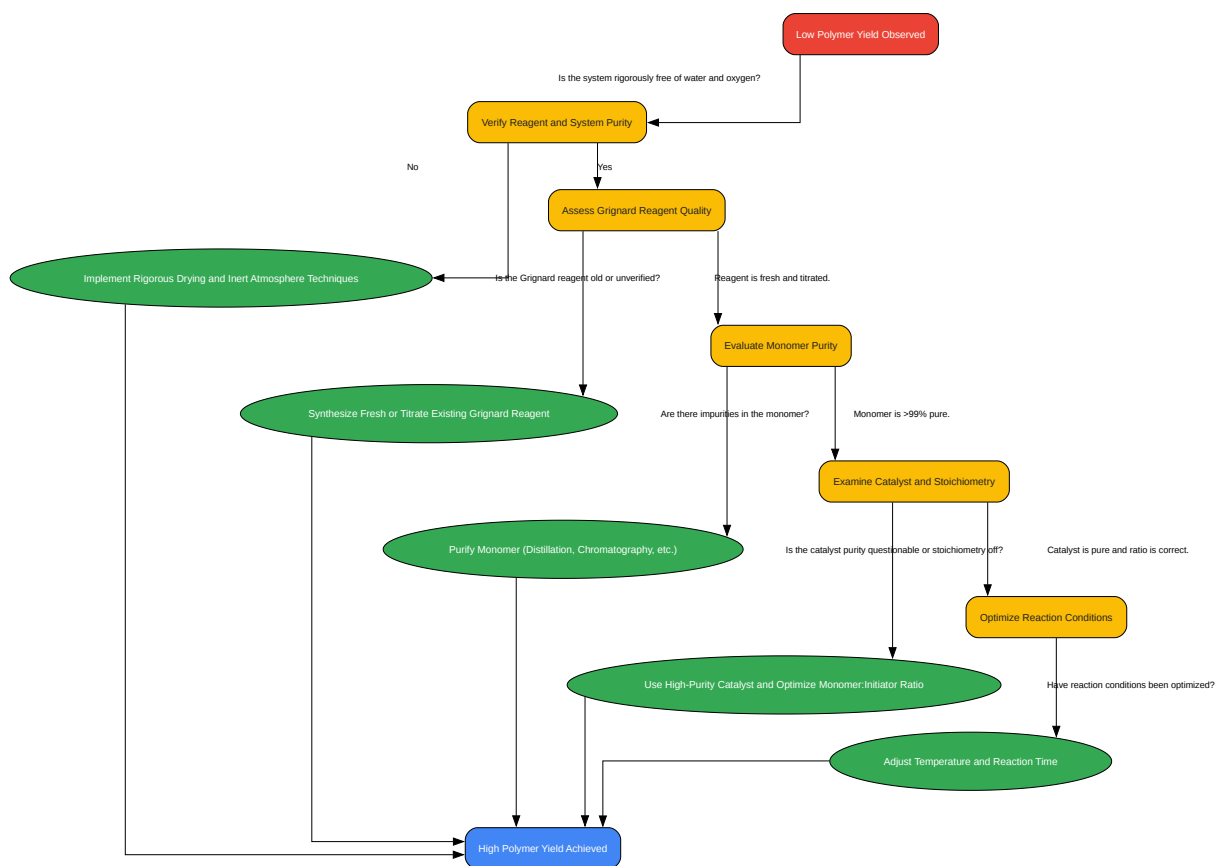 Low Polymer Yield Observed
Is the system rigorously free of water and oxygen?
Verify Reagent and System Purity
No
Yes
Assess Grignard Reagent Quality
Implement Rigorous Drying and Inert Atmosphere Techniques
Is the Grignard reagent old or unverified?
Reagent is fresh and titrated.
Evaluate Monomer Purity
Synthesize Fresh or Titrate Existing Grignard Reagent
Are there impurities in the monomer?
Monomer is >99% pure.
Examine Catalyst and Stoichiometry
Purify Monomer (Distillation, Chromatography, etc.)
Is the catalyst purity questionable or stoichiometry off?
Catalyst is pure and ratio is correct.
Optimize Reaction Conditions
Use High-Purity Catalyst and Optimize Monomer:Initiator Ratio
Have reaction conditions been optimized?
Adjust Temperature and Reaction Time
High Polymer Yield Achieved